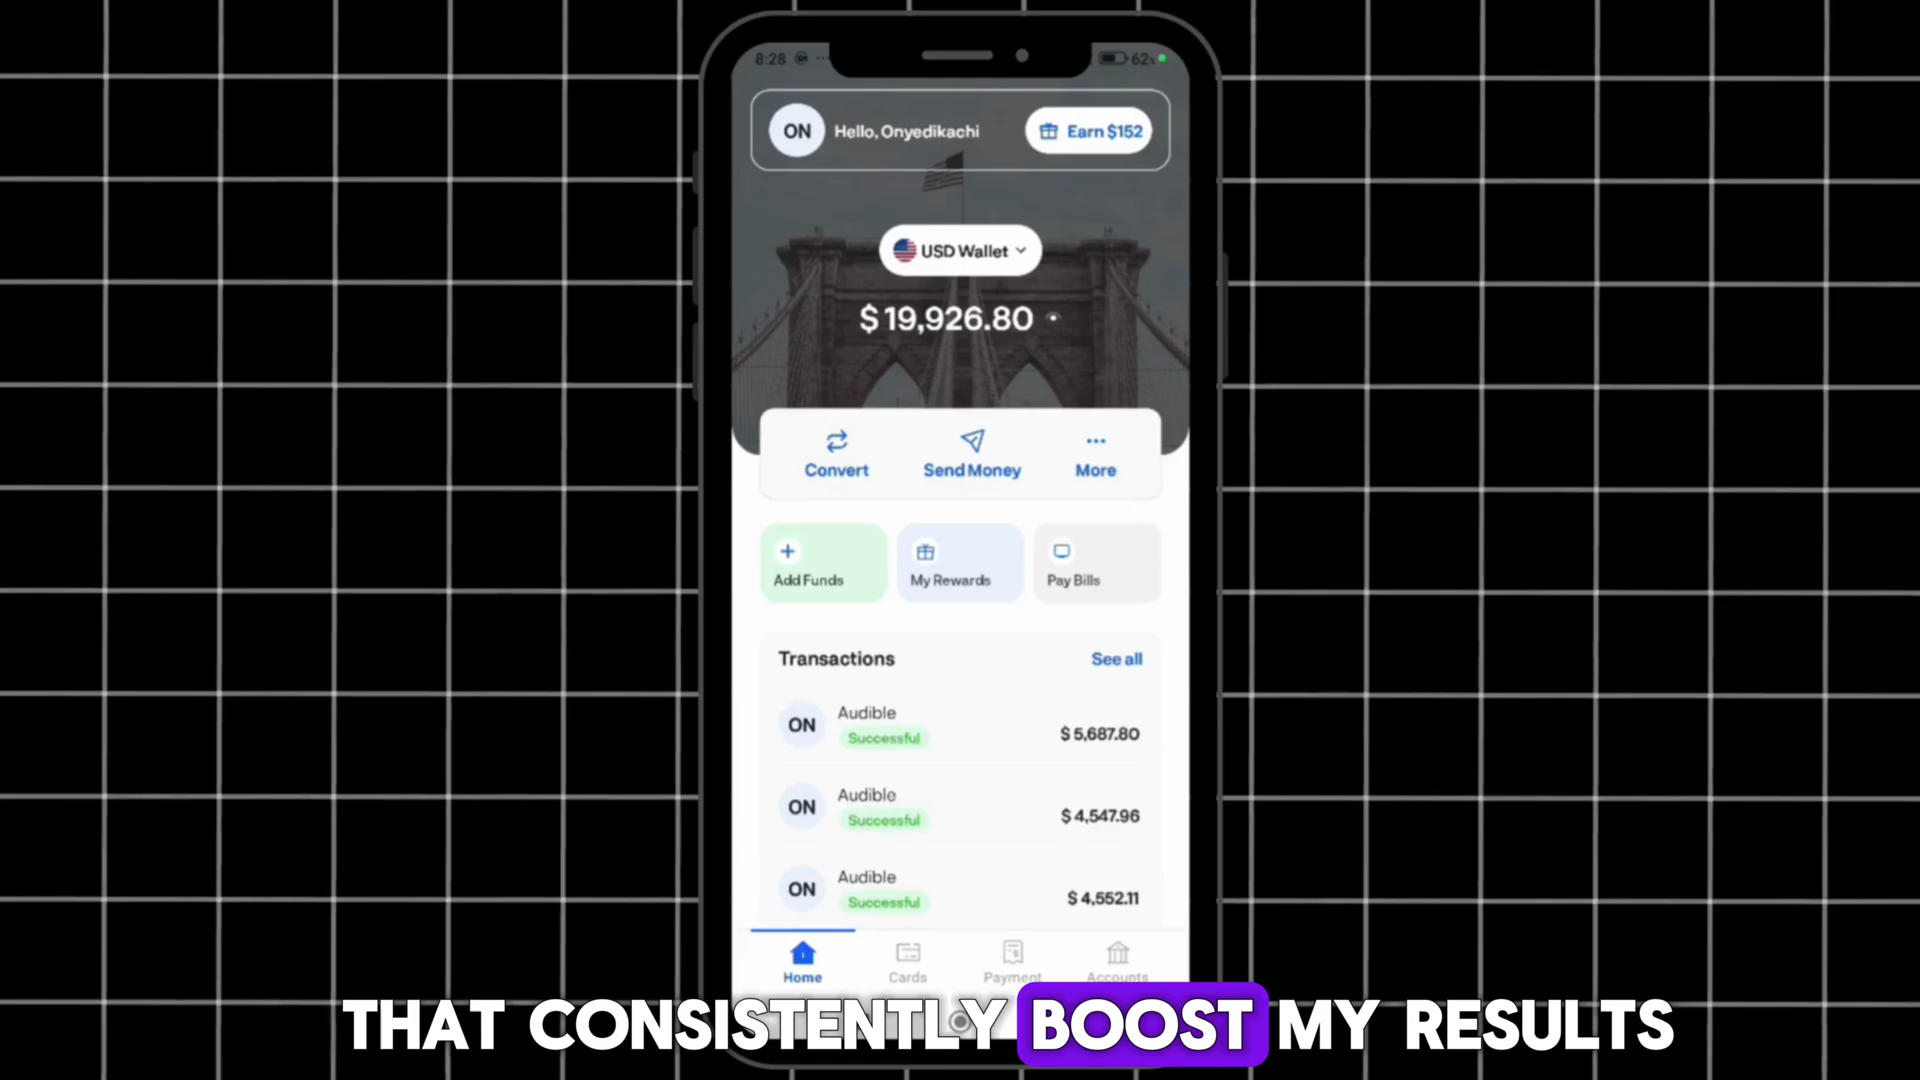 8:28
62
ON Hello, Onyedikachi Earn $152
USD Wallet
$ 19,926.80
Convert Send Money More
Add Funds My Rewards Pay Bills
Transactions See all
Audible
ON Successful $ 5,687.80
Audible
ON Successful $ 4,547.96
Audible
ON Successful $ 4,552.11
Home Cards Payment Accounts
THAT CONSISTENTLY BOOST MY RESULTS